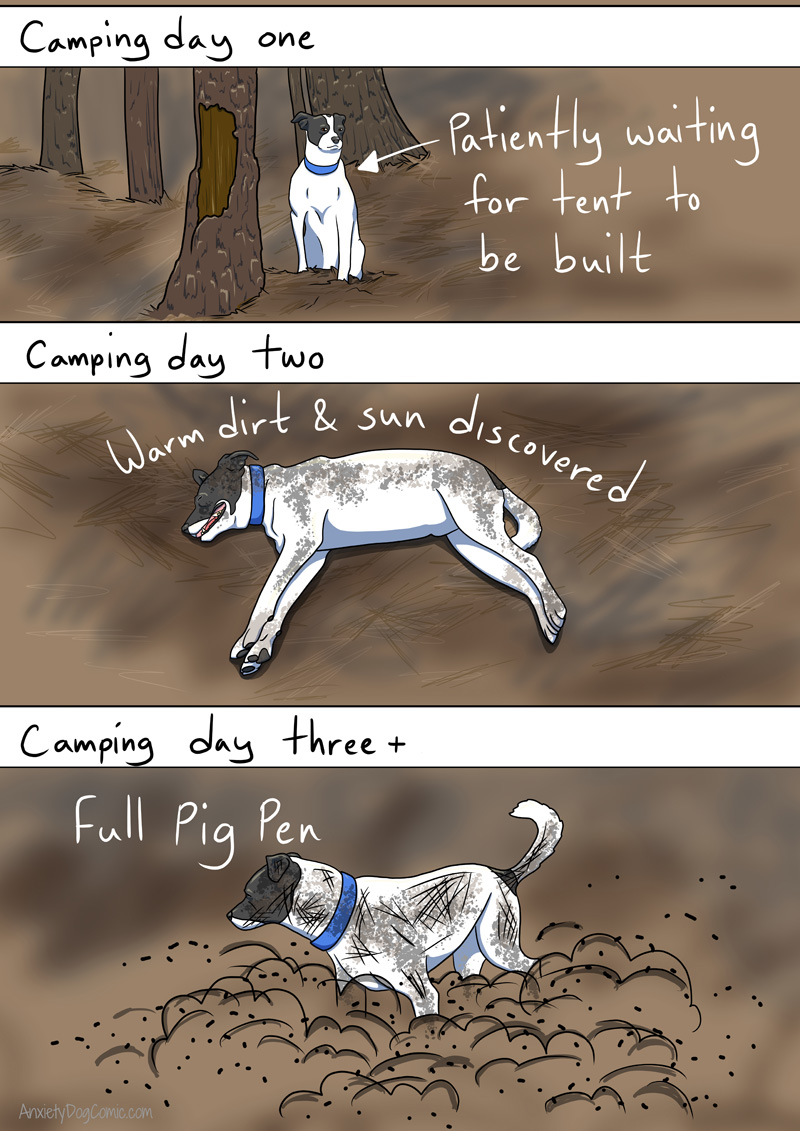 Camping day one
Patiently waiting
for tent to
be built
Camping day two
Warm dirt & sun discovered
Camping day three +
Full Pig Pen
AnxietyDogComic.com